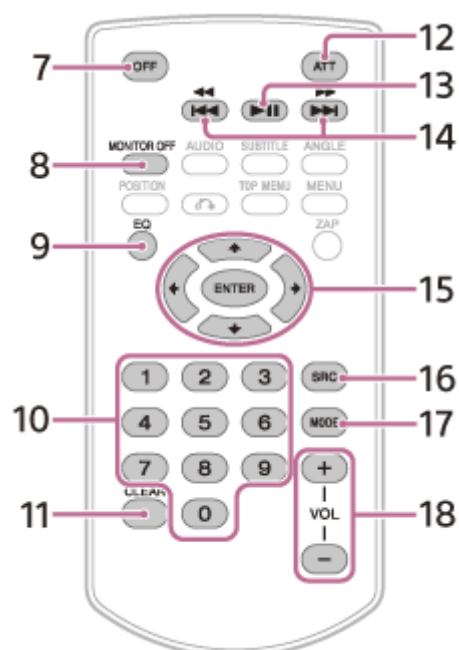 12
7 OFF ATT
13
14
MONITOR OFF AUDIO SUBTITLE ANGLE
8
POSITION TOP MENU MENU
EQ ZAP
9
ENTER 15
1 2 3 SRC 16
10 4 5 6 MODE 17
7 8 9 +
CLEAR
11 0 VOL 18
−